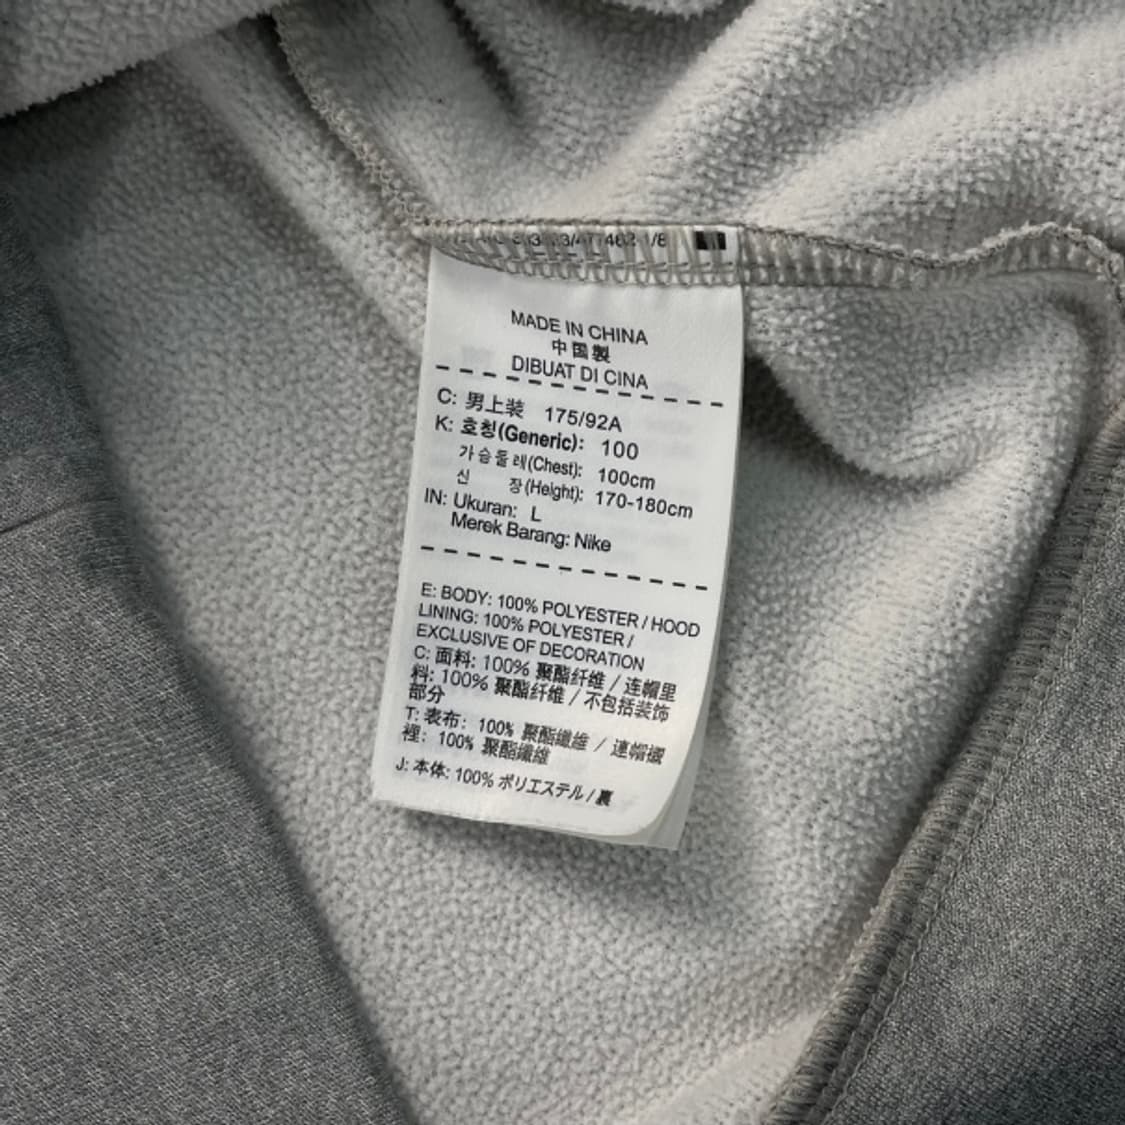 MADE IN CHINA
中国製
DIBUAT DI CINA
C: 男上装 175/92A
K: 호칭(Generic): 100
가슴둘레(Chest): 100cm
신 장(Height): 170-180cm
IN: Ukuran: L
Merek Barang: Nike
E: BODY: 100% POLYESTER / HOOD
LINING: 100% POLYESTER /
EXCLUSIVE OF DECORATION
C: 面料: 100% 聚酯纤维 / 连帽里
料: 100% 聚酯纤维 / 不包括装饰
部分
T: 表布: 100% 聚酯纖維 / 連帽襯
裡: 100% 聚酯纖維
J: 本体: 100% ポリエステル / 裏